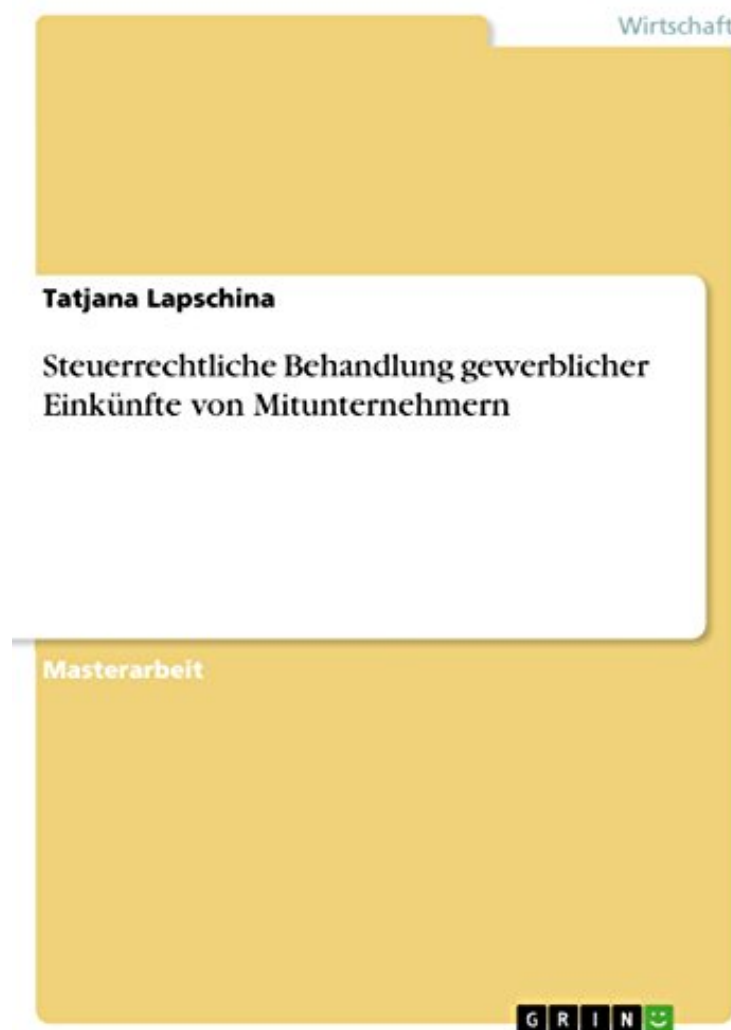 Wirtschaft
Tatjana Lapschina
Steuerrechtliche Behandlung gewerblicher
Einkünfte von Mitunternehmern
Masterarbeit
GRIN